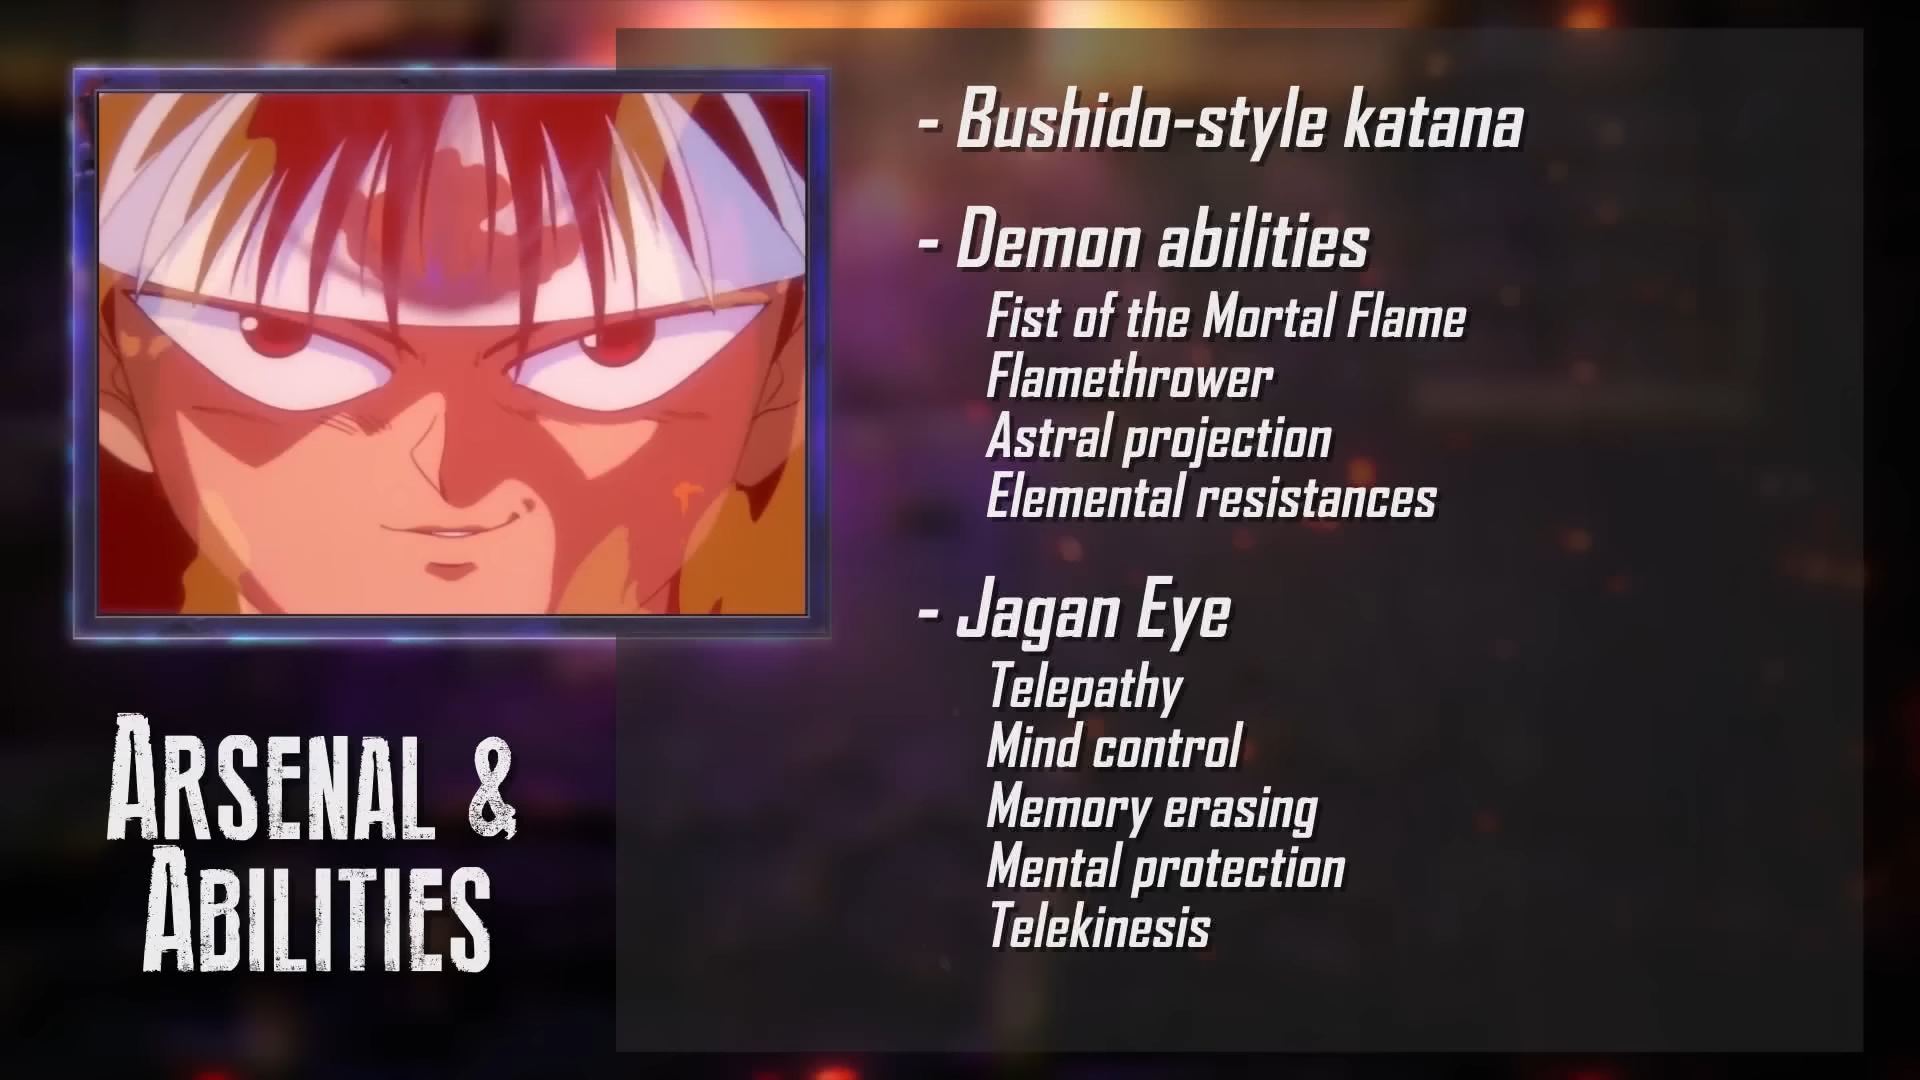 - Bushido-style katana
- Demon abilities
Fist of the Mortal Flame
Flamethrower
Astral projection
Elemental resistances
- Jagan Eye
Telepathy
Mind control
Memory erasing
Mental protection
Telekinesis
Arsenal &
Abilities